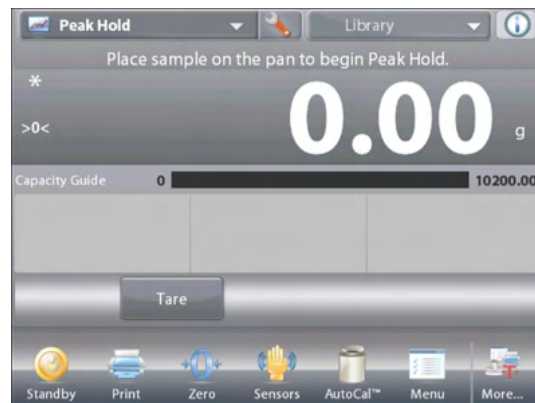 Peak Hold Library
Place sample on the pan to begin Peak Hold.
*
>0< 0.00 g
Capacity Guide 0 10200.00
Tare
Standby Print Zero Sensors AutoCal™ Menu More...